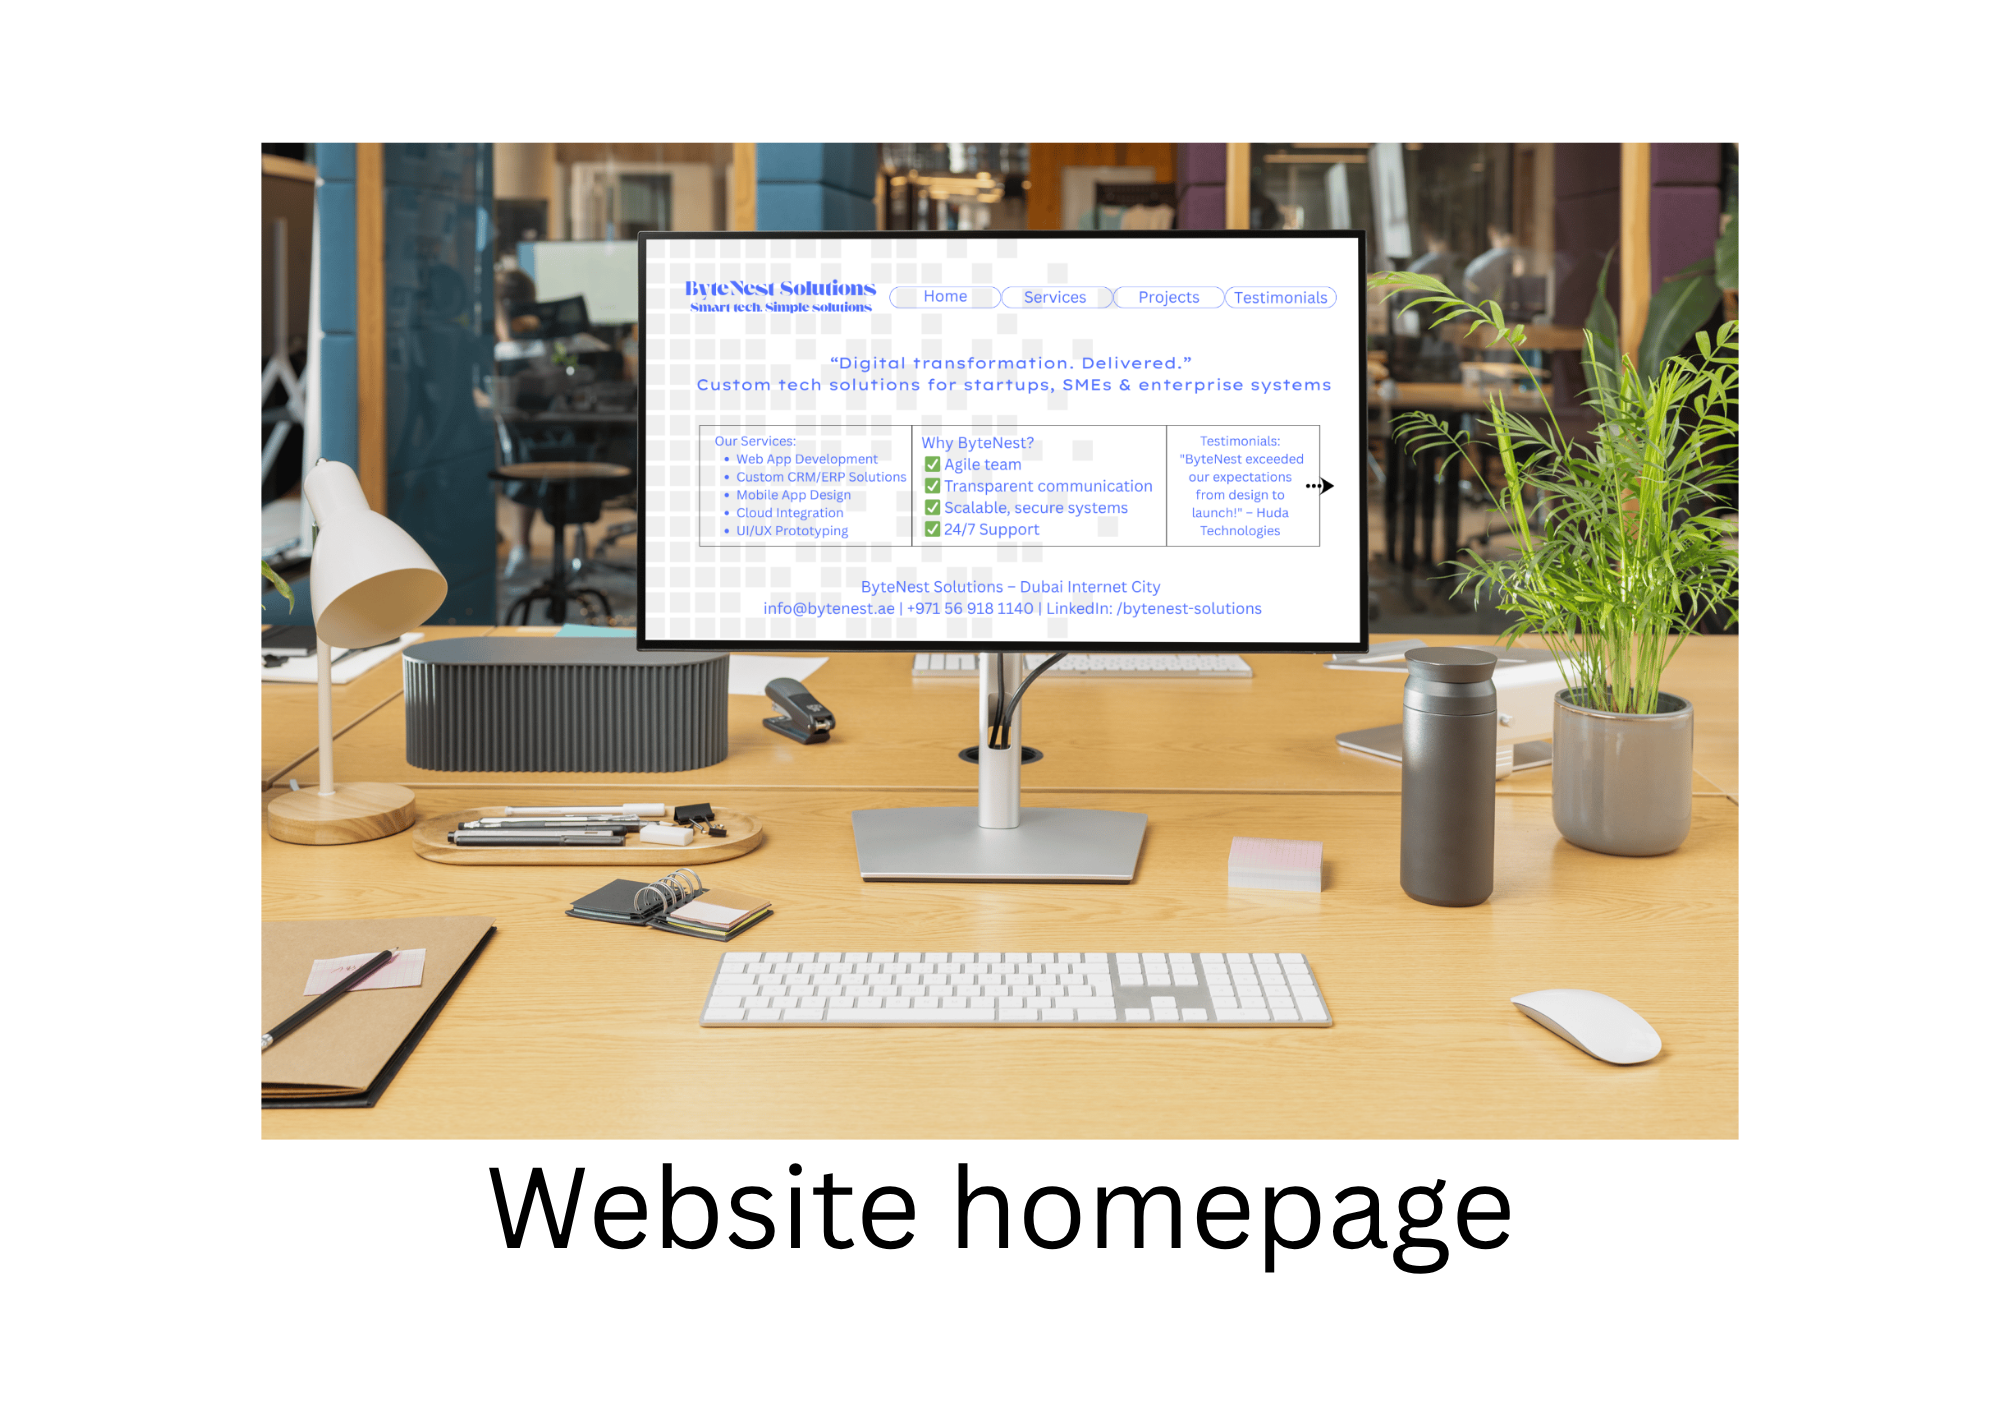 ByteNest Solutions
Smart tech. Simple solutions
Home
Services
Projects
Testimonials
“Digital transformation. Delivered.”
Custom tech solutions for startups, SMEs & enterprise systems
Our Services:
• Web App Development
• Custom CRM/ERP Solutions
• Mobile App Design
• Cloud Integration
• UI/UX Prototyping
Why ByteNest?
✅ Agile team
✅ Transparent communication
✅ Scalable, secure systems
✅ 24/7 Support
Testimonials:
"ByteNest exceeded
our expectations
from design to
launch!" – Huda
Technologies
ByteNest Solutions – Dubai Internet City
info@bytenest.ae | +971 56 918 1140 | LinkedIn: /bytenest-solutions
Website homepage